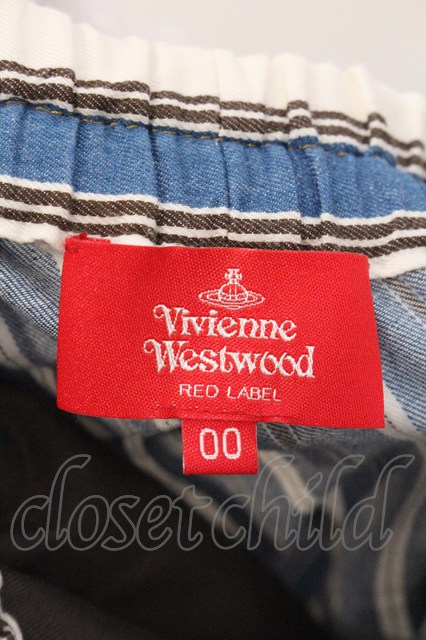 Vivienne
Westwood
RED LABEL
00
closetchild